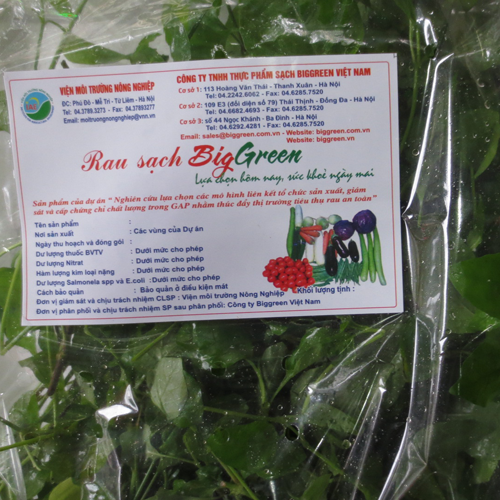 VIỆN MÔI TRƯỜNG NÔNG NGHIỆP
ĐC: Phú Đô - Mễ Trì - Từ Liêm - Hà Nội
Tel: 04.3789.3273 - Fax: 04.37893277
Email: moitruongnongnghiep@vnn.vn
CÔNG TY TNHH THỰC PHẨM SẠCH BIGGREEN VIỆT NAM
Cơ sở 1: 113 Hoàng Văn Thái - Thanh Xuân - Hà Nội
Tel: 04.2242.6062 - Fax: 04.6285.7520
Cơ sở 2: 109 E3 (đối diện số 79) Thái Thịnh - Đống Đa - Hà Nội
Tel: 04.6682.4693 - Fax: 04.6285.7520
Cơ sở 3: số 44 Ngọc Khánh - Ba Đình - Hà Nội
Tel: 04.6292.4281 - Fax: 04.6285.7520
Email: sales@biggreen.com.vn - Website: biggreen.com.vn
Website: biggreen.vn
Rau sạch BigGreen
Lựa chọn hôm nay, sức khoẻ ngày mai
Sản phẩm của dự án " Nghiên cứu lựa chọn các mô hình liên kết tổ chức sản xuất, giám
sát và cấp chứng chỉ chất lượng trong GAP nhằm thúc đẩy thị trường tiêu thụ rau an toàn"
Tên sản phẩm :
Nơi sản xuất : Các vùng của Dự án
Ngày thu hoạch và đóng gói :
Dư lượng thuốc BVTV : Dưới mức cho phép
Dư lượng Nitrat : Dưới mức cho phép
Hàm lượng kim loại nặng : Dưới mức cho phép
Dư lượng Salmonela spp và E.coli : Dưới mức cho phép
Cách bảo quản : Bảo quản ở điều kiện mát Khối lượng tịnh :
Đơn vị giám sát và chịu trách nhiệm CLSP : Viện môi trường Nông Nghiệp
Đơn vị phân phối và chịu trách nhiệm SP sau phân phối: Công ty Biggreen Việt Nam